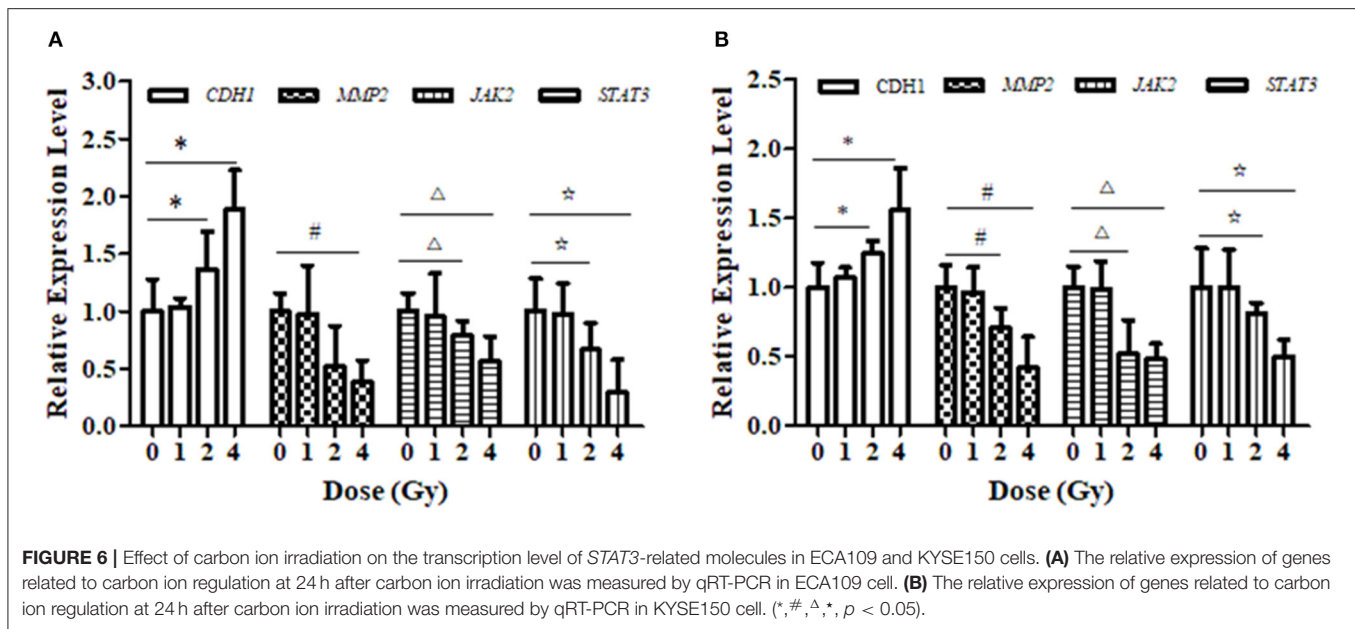 A
3.0
CDH1 MMP2 JAK2 STAT3
2.5
2.0
1.5
1.0
0.5
0.0
Relative Expression Level
* *
#
△ △
☆ ☆
0 1 2 4 0 1 2 4 0 1 2 4 0 1 2 4
Dose (Gy)
B
2.5
CDH1 MMP2 JAK2 STAT3
2.0
1.5
1.0
0.5
0.0
Relative Expression Level
* *
# #
△ △
☆ ☆
0 1 2 4 0 1 2 4 0 1 2 4 0 1 2 4
Dose (Gy)
FIGURE 6 | Effect of carbon ion irradiation on the transcription level of STAT3-related molecules in ECA109 and KYSE150 cells. (A) The relative expression of genes
related to carbon ion regulation at 24 h after carbon ion irradiation was measured by qRT-PCR in ECA109 cell. (B) The relative expression of genes related to carbon
ion regulation at 24 h after carbon ion irradiation was measured by qRT-PCR in KYSE150 cell. (*,#,Δ,⋆, p < 0.05).